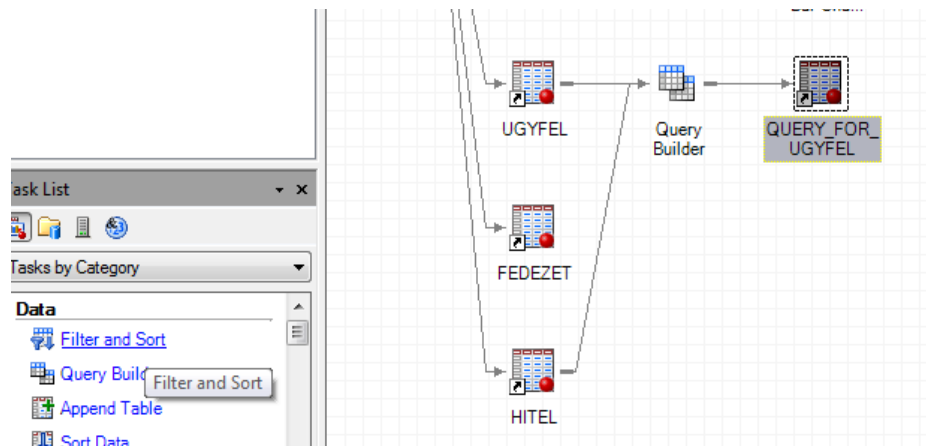 UGYFEL
Query
Builder
QUERY_FOR_
UGYFEL
ask List
Tasks by Category
FEDEZET
Data
Filter and Sort
Query Buil
Filter and Sort
Append Table
HITEL
Sort Data